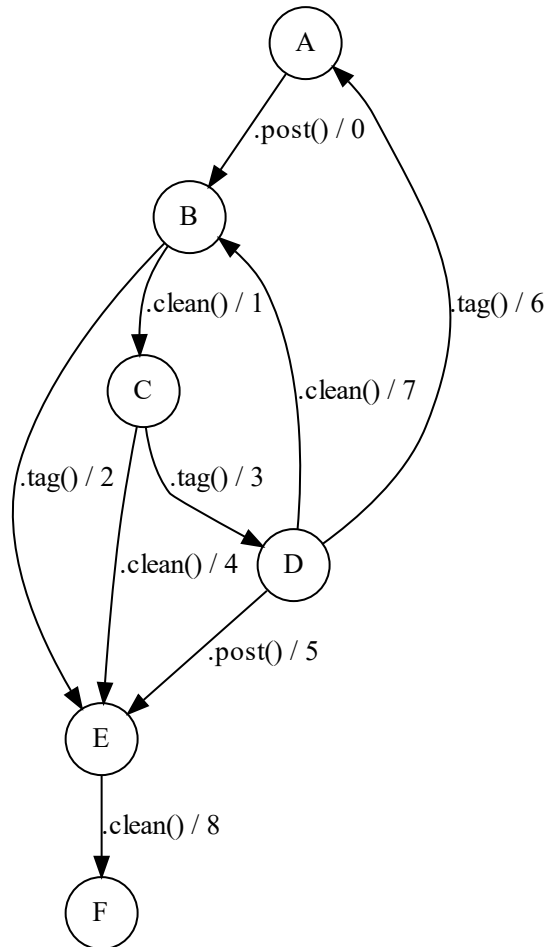 A
.post() / 0
B
.clean() / 1
.tag() / 6
C
.clean() / 7
.tag() / 2
.tag() / 3
.clean() / 4
D
.post() / 5
E
.clean() / 8
F